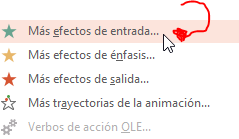 Más efectos de entrada...
Más efectos de énfasis...
Más efectos de salida...
Más trayectorias de la animación...
Verbos de acción OLE...